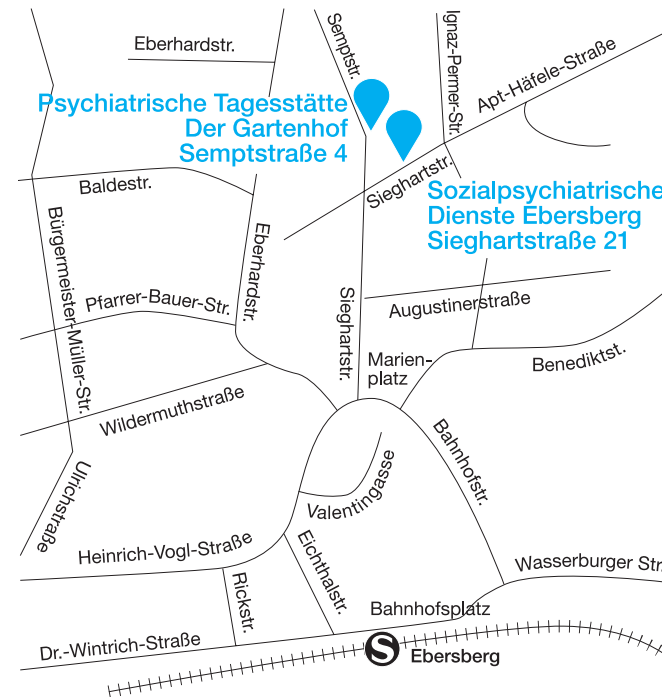 Eberhardstr.
Semptstr.
Ignaz-Permer-Str.
Apt-Häfele-Straße
Psychiatrische Tagesstätte
Der Gartenhof
Semptstraße 4
Sieghartstr.
Sozialpsychiatrische
Dienste Ebersberg
Sieghartstraße 21
Baldestr.
Bürgermeister-Müller-Str.
Eberhardstr.
Pfarrer-Bauer-Str.
Sieghartstr.
Augustinerstraße
Marien-
platz
Benediktst.
Wildermuthstraße
Ulrichstraße
Valentingasse
Bahnhofstr.
Heinrich-Vogl-Straße
Rickstr.
Eichthalstr.
Wasserburger Str.
Bahnhofsplatz
Dr.-Wintrich-Straße
S
Ebersberg